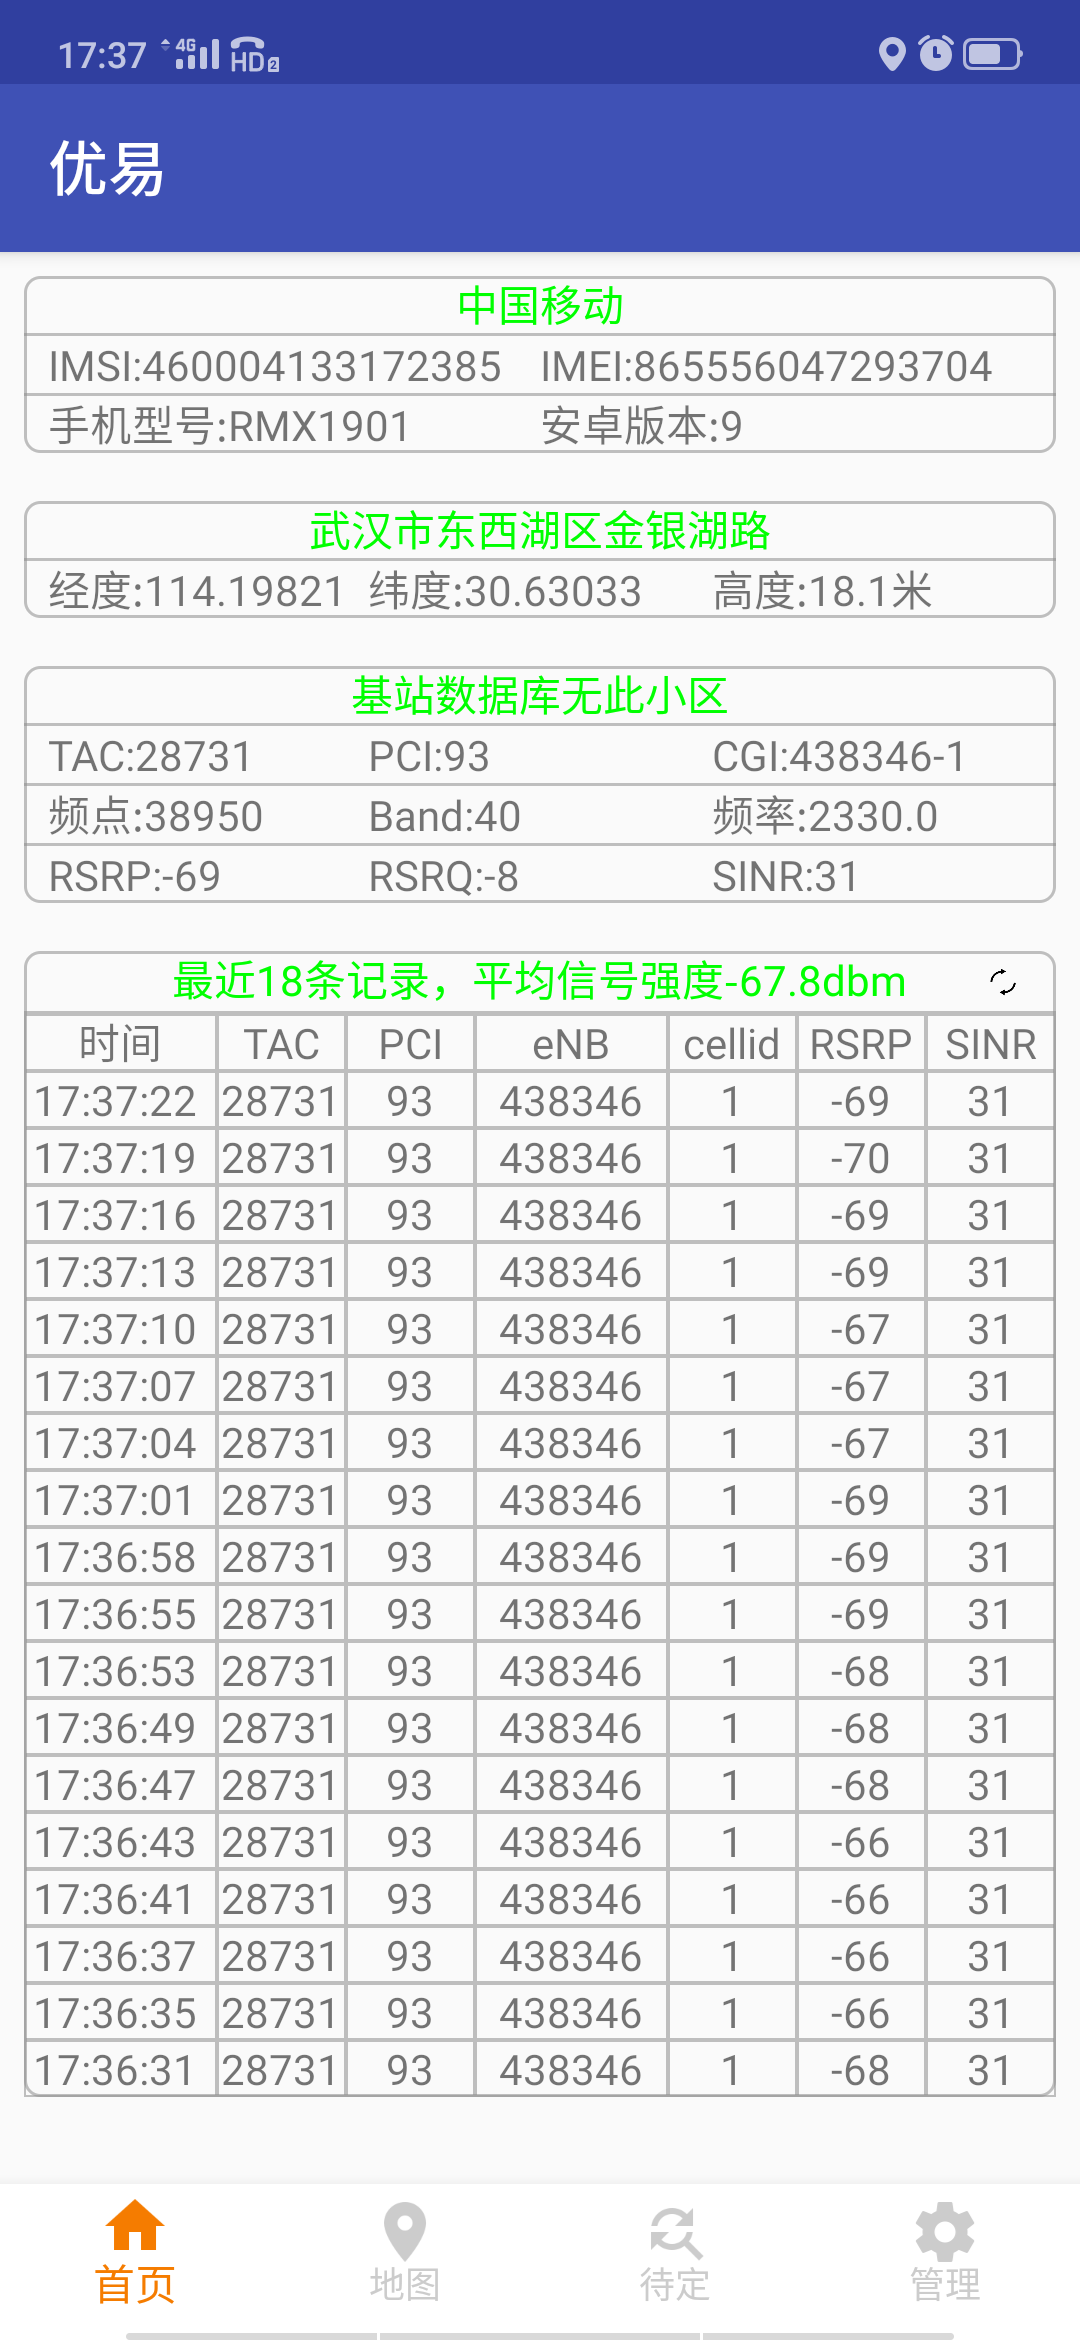 17:37 4G HD 2
优易
中国移动
IMSI:460004133172385 IMEI:865556047293704
手机型号:RMX1901 安卓版本:9
武汉市东西湖区金银湖路
经度:114.19821 纬度:30.63033 高度:18.1米
基站数据库无此小区
TAC:28731 PCI:93 CGI:438346-1
频点:38950 Band:40 频率:2330.0
RSRP:-69 RSRQ:-8 SINR:31
最近18条记录，平均信号强度-67.8dbm
时间 TAC PCI eNB cellid RSRP SINR
17:37:22 28731 93 438346 1 -69 31
17:37:19 28731 93 438346 1 -70 31
17:37:16 28731 93 438346 1 -69 31
17:37:13 28731 93 438346 1 -69 31
17:37:10 28731 93 438346 1 -67 31
17:37:07 28731 93 438346 1 -67 31
17:37:04 28731 93 438346 1 -67 31
17:37:01 28731 93 438346 1 -69 31
17:36:58 28731 93 438346 1 -69 31
17:36:55 28731 93 438346 1 -69 31
17:36:53 28731 93 438346 1 -68 31
17:36:49 28731 93 438346 1 -68 31
17:36:47 28731 93 438346 1 -68 31
17:36:43 28731 93 438346 1 -66 31
17:36:41 28731 93 438346 1 -66 31
17:36:37 28731 93 438346 1 -66 31
17:36:35 28731 93 438346 1 -66 31
17:36:31 28731 93 438346 1 -68 31
首页 地图 待定 管理